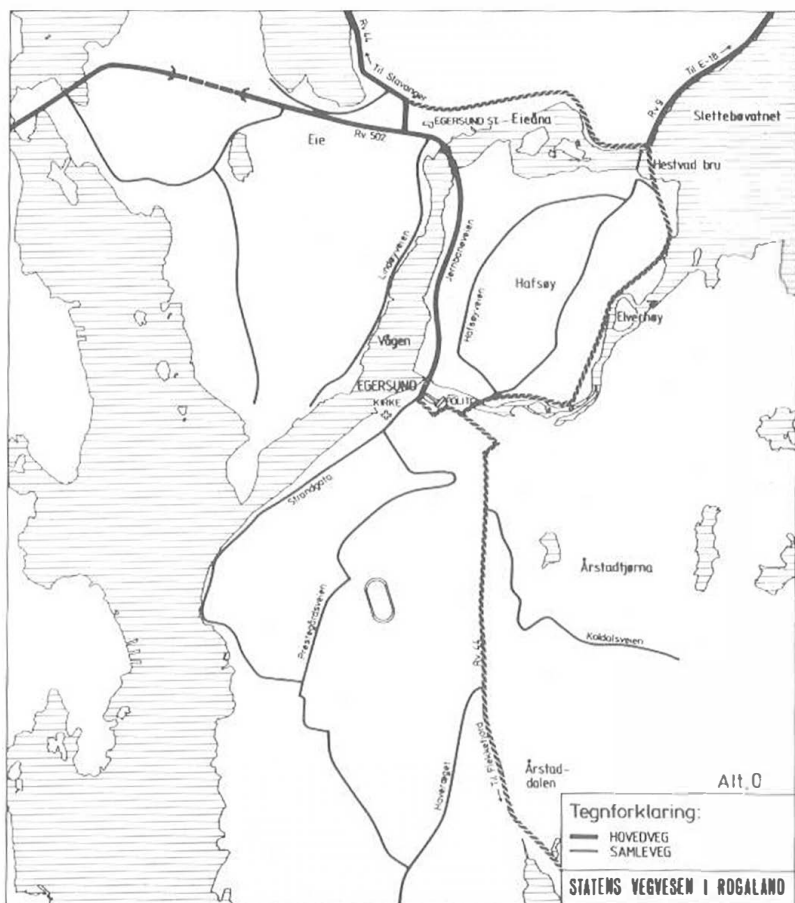 Rv 44
Til Stavanger
Til E-18
Rv 9
Slettebøvatnet
EGERSUND ST.
Eieåna
Eie
Rv 502
Hestvad bru
Lindøyveien
Jernbaneveien
Hafsøyveien
Hafsøy
Elverhøy
Vågen
EGERSUND
KIRKE
POLITI
Strandgata
Årstadtjørna
Prestegårdsveien
Koldalsveien
Rv 44
Hovlandveien
Til Flekkefjord
Årstad-
dalen
Alt. 0
Tegnforklaring:
HOVEDVEG
SAMLEVEG
STATENS VEGVESEN I ROGALAND